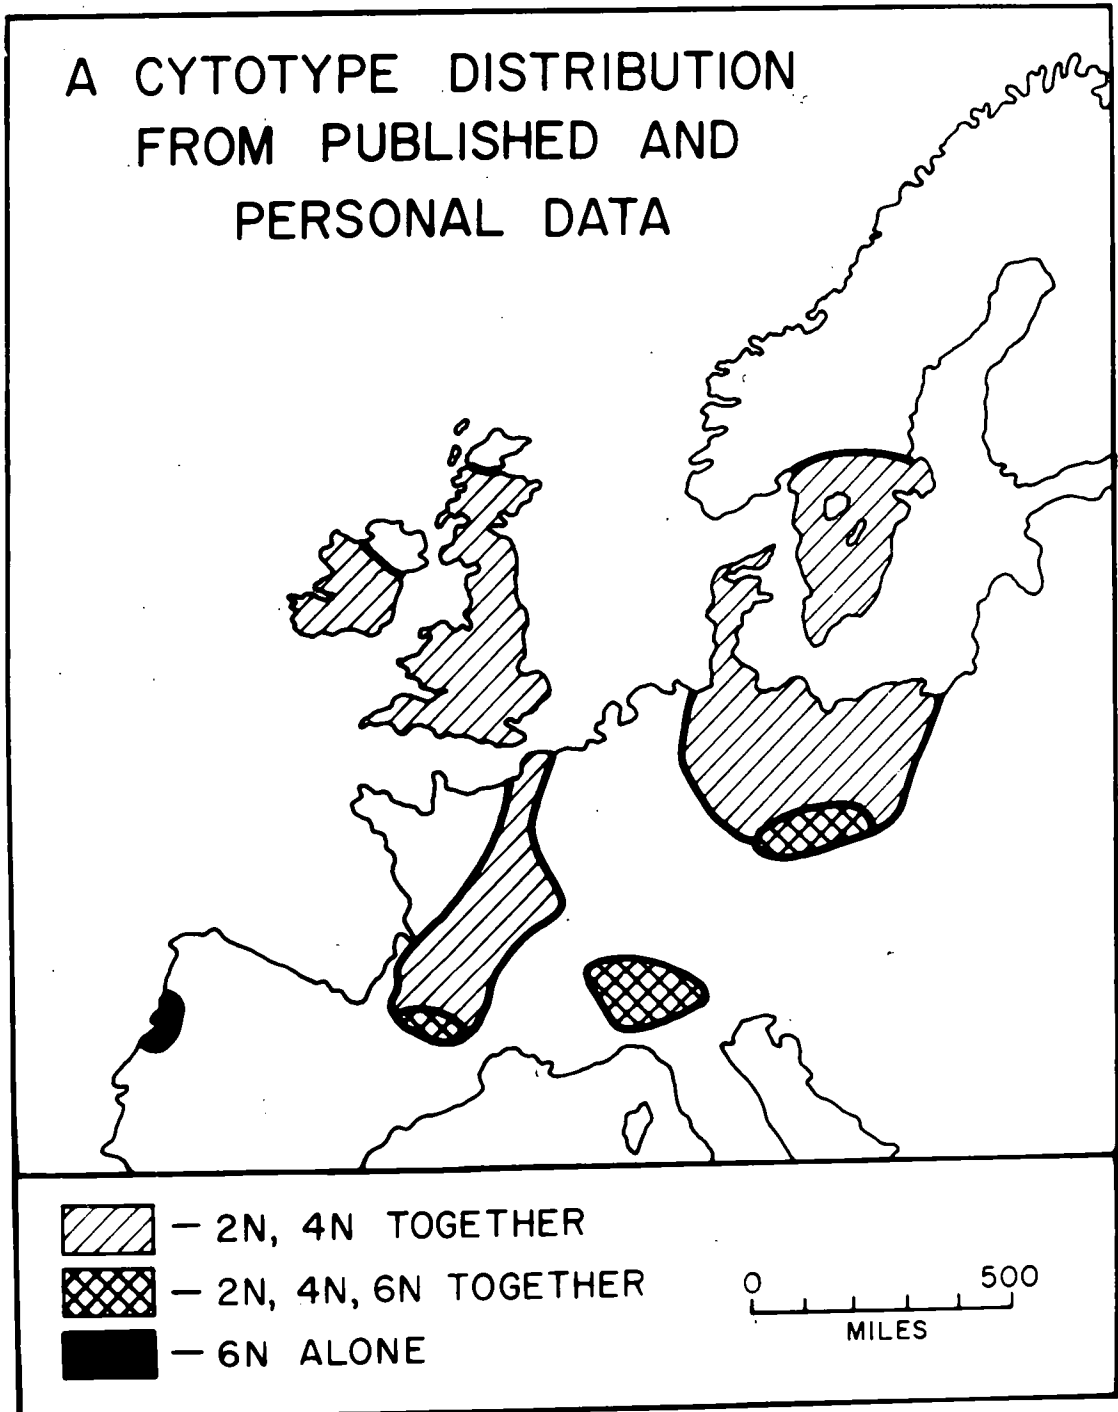 A CYTOTYPE DISTRIBUTION
FROM PUBLISHED AND
PERSONAL DATA
— 2N, 4N TOGETHER
— 2N, 4N, 6N TOGETHER
— 6N ALONE
0 500
MILES